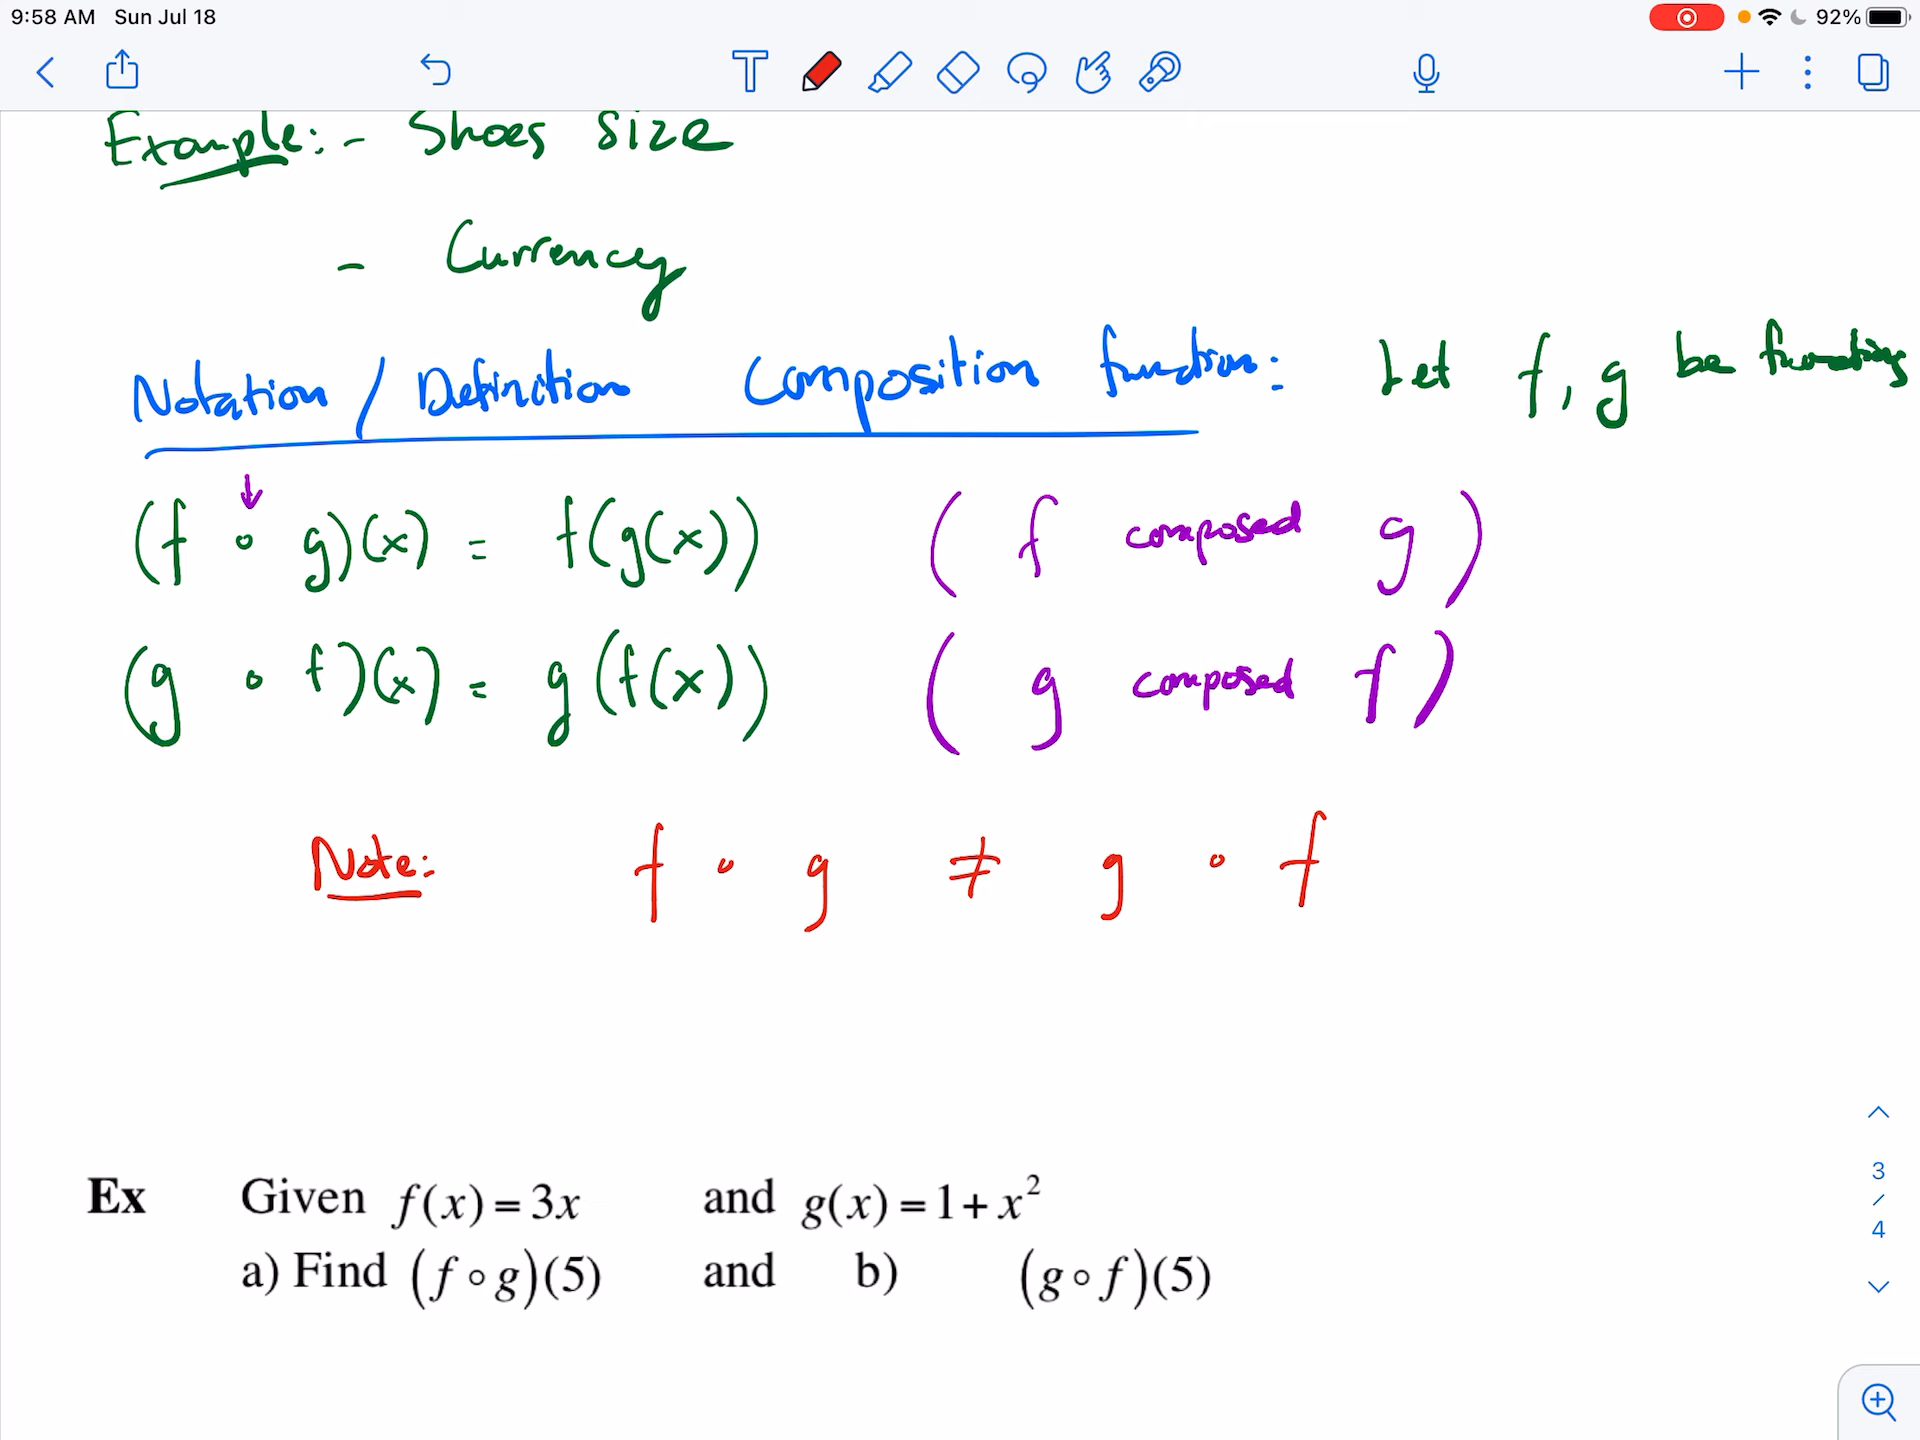 9:58 AM Sun Jul 18 92%
Example: - Shoes size
- Currency
Notation / Definition Composition function: Let f, g be functions
(f ∘ g)(x) = f(g(x)) ( f composed g )
(g ∘ f)(x) = g(f(x)) ( g composed f )
Note: f ∘ g ≠ g ∘ f
Ex Given f(x) = 3x and g(x) = 1 + x²
a) Find (f ∘ g)(5) and b) (g ∘ f)(5)
3
/
4